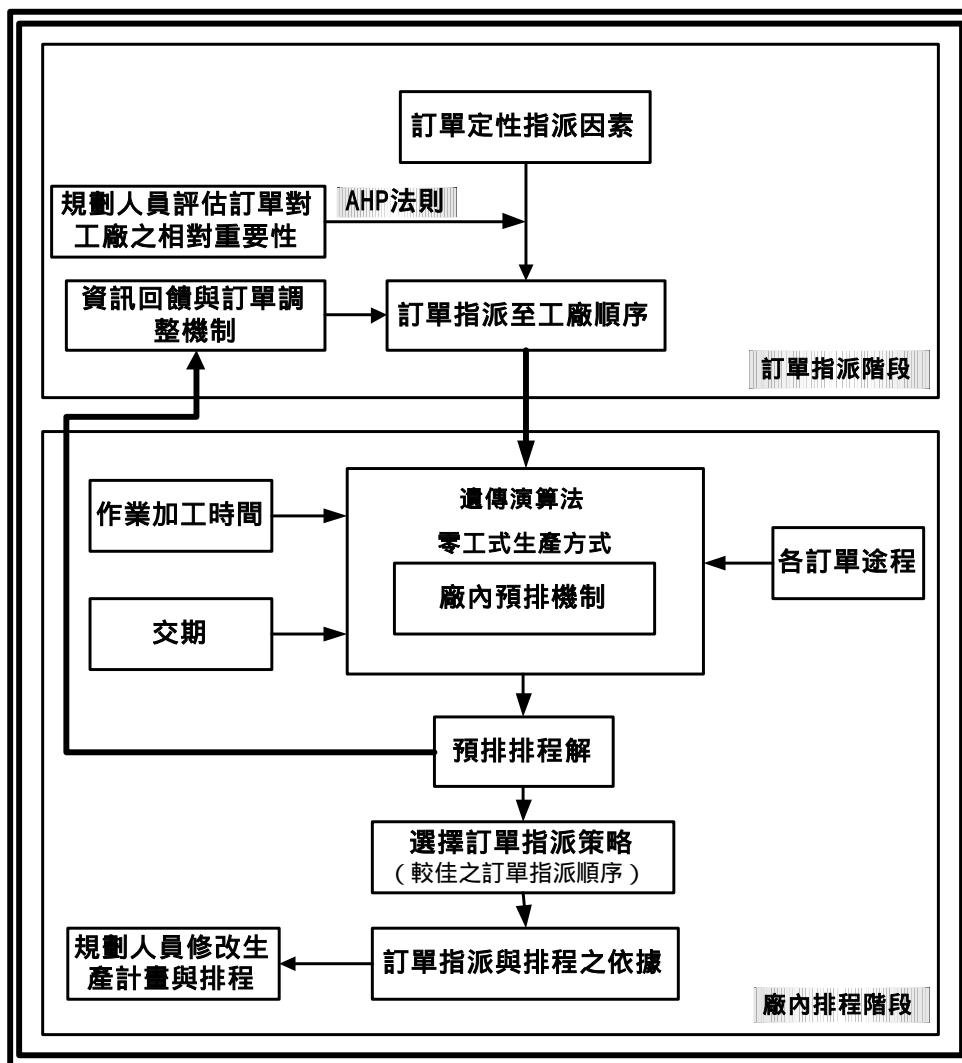 訂單定性指派因素
規劃人員評估訂單對
工廠之相對重要性
AHP法則
資訊回饋與訂單調
整機制
訂單指派至工廠順序
訂單指派階段
作業加工時間
交期
遺傳演算法
零工式生產方式
廠內預排機制
各訂單途程
預排排程解
選擇訂單指派策略
（較佳之訂單指派順序）
規劃人員修改生
產計畫與排程
訂單指派與排程之依據
廠內排程階段